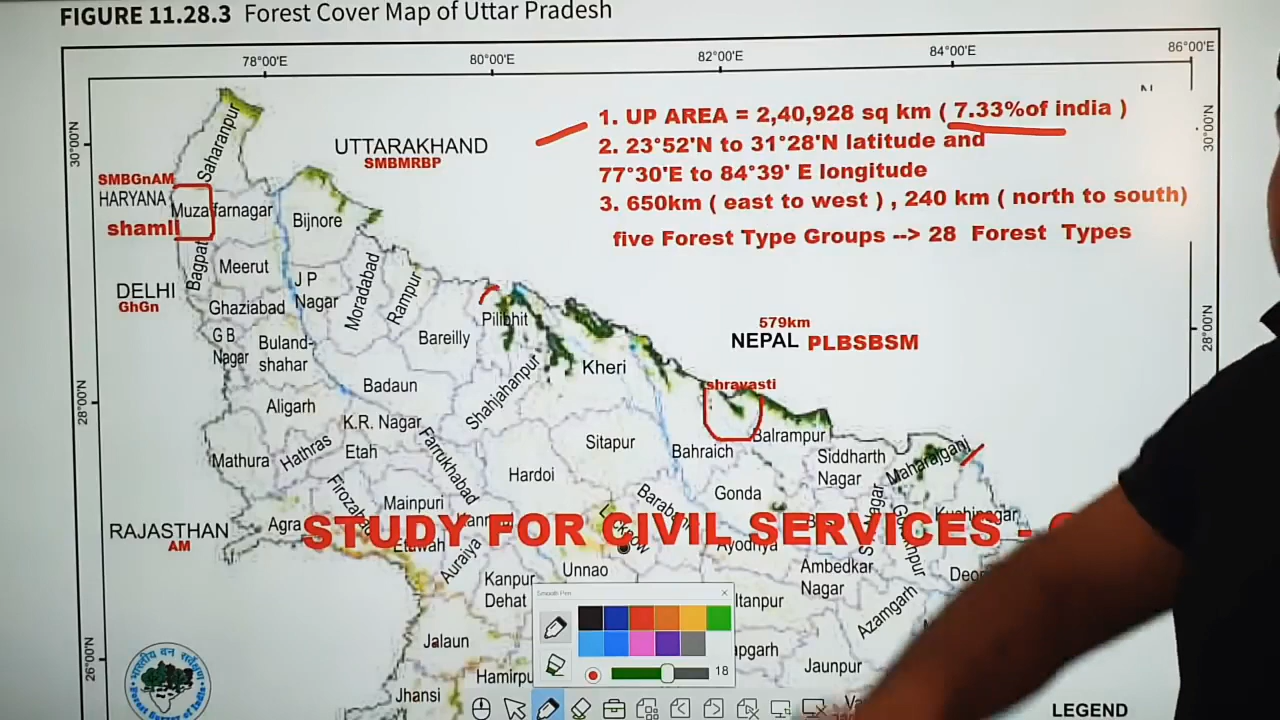 FIGURE 11.28.3 Forest Cover Map of Uttar Pradesh
78°00'E 80°00'E 82°00'E 84°00'E 86°00'E
1. UP AREA = 2,40,928 sq km ( 7.33%of india )
2. 23°52'N to 31°28'N latitude and
77°30'E to 84°39' E longitude
3. 650km ( east to west ) , 240 km ( north to south)
five Forest Type Groups --> 28 Forest Types
30°00'N
30°00'N
Saharanpur
UTTARAKHAND
SMBMRBP
SMBGnAM
HARYANA
shamli
Muzaffarnagar
Bijnore
Bagpat
Meerut
DELHI
GhGn
J P
Nagar
Moradabad
Rampur
Ghaziabad
G B
Nagar
Buland-
shahar
Bareilly
Pilibhit
579km
NEPAL PLBSBSM
28°00'N
28°00'N
Kheri
Shahjahanpur
Badaun
shravasti
Aligarh
K.R. Nagar
Mathura
Hathras
Etah
Farrukhabad
Sitapur
Bahraich
Balrampur
Hardoi
Siddharth
Nagar
Maharajganj
Gonda
Mainpuri
RAJASTHAN
AM
Agra
STUDY FOR CIVIL SERVICES -
Etawah
Auraiya
Ayodhya
Unnao
Kanpur
Dehat
Ambedkar
Nagar
Azamgarh
26°00'N
Jalaun
Jaunpur
Hamirpu
Jhansi
Smooth Pen
18
LEGEND